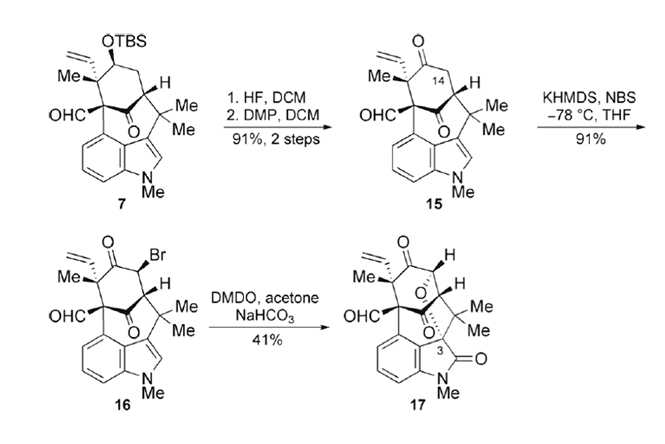 OTBS
Me
H
OHC
O
Me
Me
N
Me
7
1. HF, DCM
2. DMP, DCM
91%, 2 steps
O
14
Me
H
OHC
O
Me
Me
N
Me
15
KHMDS, NBS
−78 °C, THF
91%
O
Br
Me
H
OHC
O
Me
Me
N
Me
16
DMDO, acetone
NaHCO3
41%
O
H
Me
O
H
OHC
O
Me
Me
3
O
N
Me
17